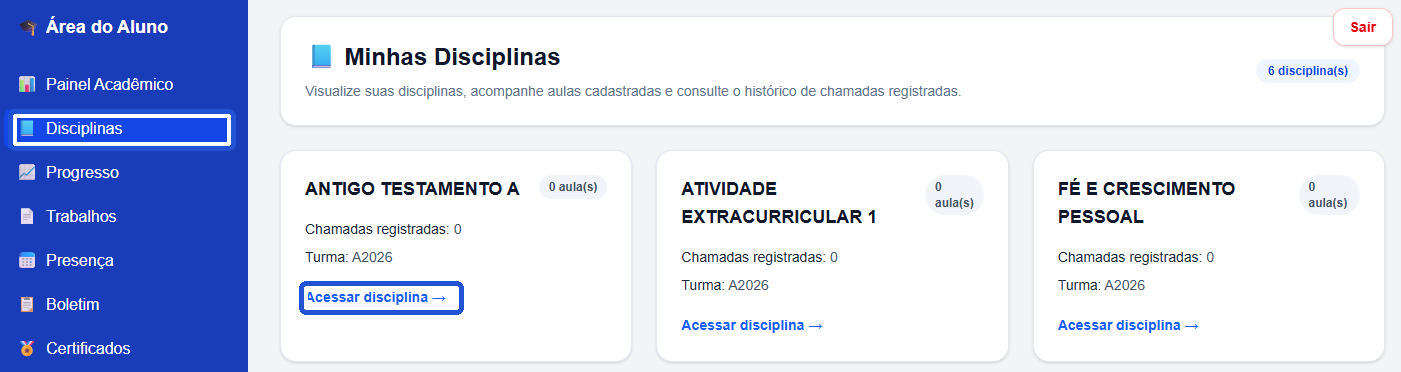 Área do Aluno
Painel Acadêmico
Disciplinas
Progresso
Trabalhos
Presença
Boletim
Certificados
Sair
Minhas Disciplinas
6 disciplina(s)
Visualize suas disciplinas, acompanhe aulas cadastradas e consulte o histórico de chamadas registradas.
ANTIGO TESTAMENTO A
0 aula(s)
Chamadas registradas: 0
Turma: A2026
Acessar disciplina →
ATIVIDADE
EXTRACURRICULAR 1
0
aula(s)
Chamadas registradas: 0
Turma: A2026
Acessar disciplina →
FÉ E CRESCIMENTO
PESSOAL
0
aula(s)
Chamadas registradas: 0
Turma: A2026
Acessar disciplina →